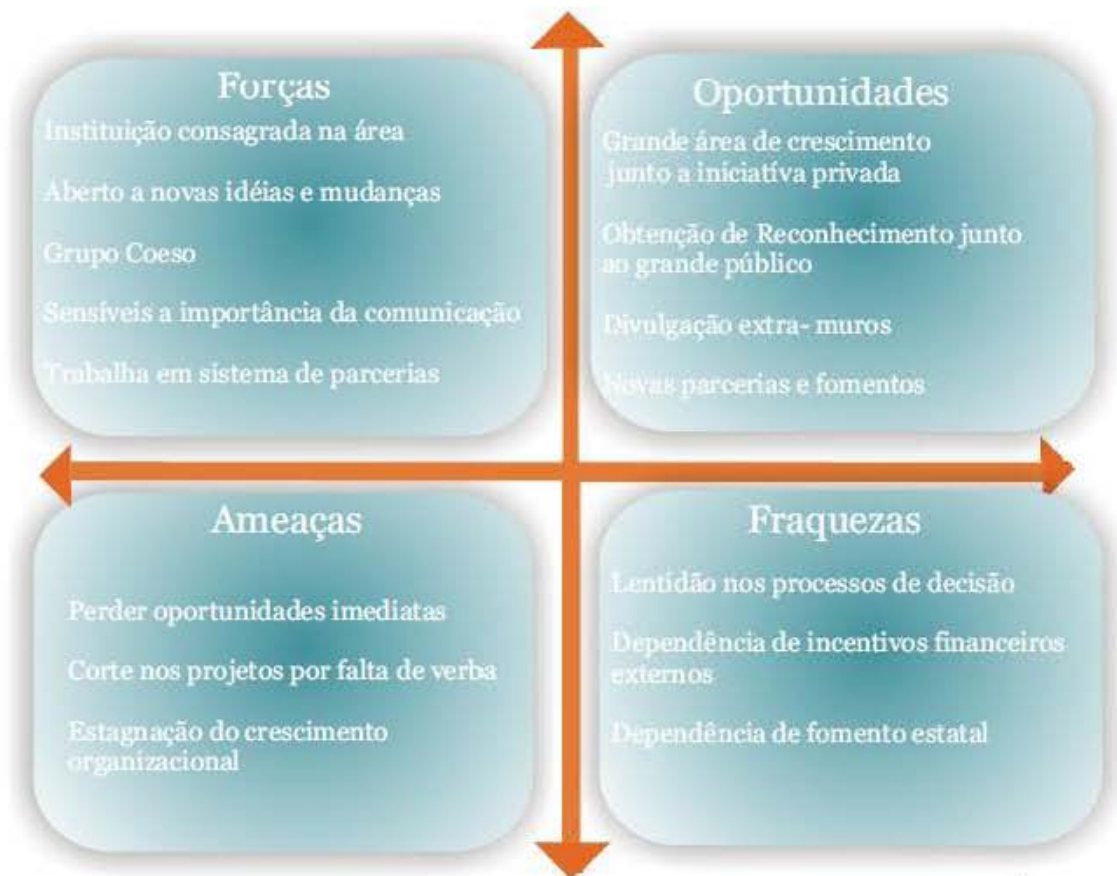 Forças
Instituição consagrada na área
Aberto a novas idéias e mudanças
Grupo Coeso
Sensíveis a importância da comunicação
Trabalha em sistema de parcerias
Oportunidades
Grande área de crescimento
junto a iniciatíva privada
Obtenção de Reconhecimento junto
ao grande público
Divulgação extra- muros
Novas parcerias e fomentos
Ameaças
Perder oportunidades imediatas
Corte nos projetos por falta de verba
Estagnação do crescimento
organizacional
Fraquezas
Lentidão nos processos de decisão
Dependência de incentivos financeiros
externos
Dependência de fomento estatal